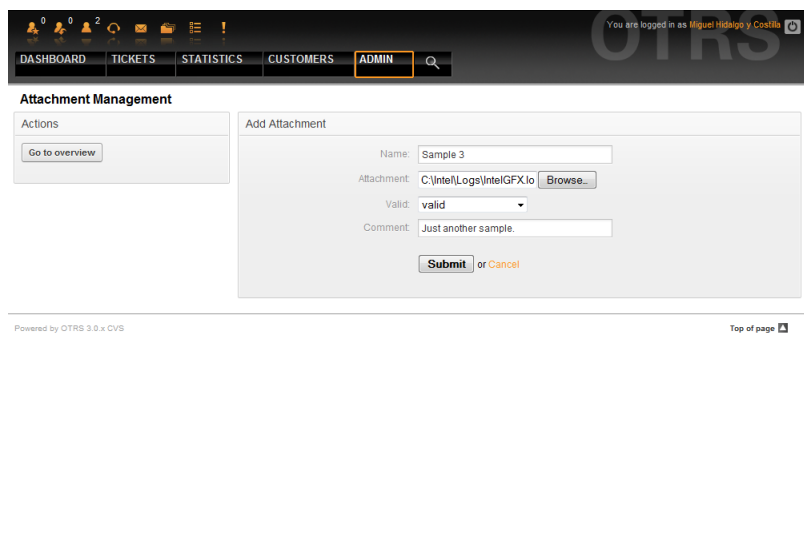 0 0 2
You are logged in as Miguel Hidalgo y Costilla
OTRS
DASHBOARD TICKETS STATISTICS CUSTOMERS ADMIN
Attachment Management
Actions
Go to overview
Add Attachment
Name: Sample 3
Attachment: C:\Intel\Logs\IntelGFX.lo Browse...
Valid: valid
Comment: Just another sample.
Submit or Cancel
Powered by OTRS 3.0.x CVS
Top of page